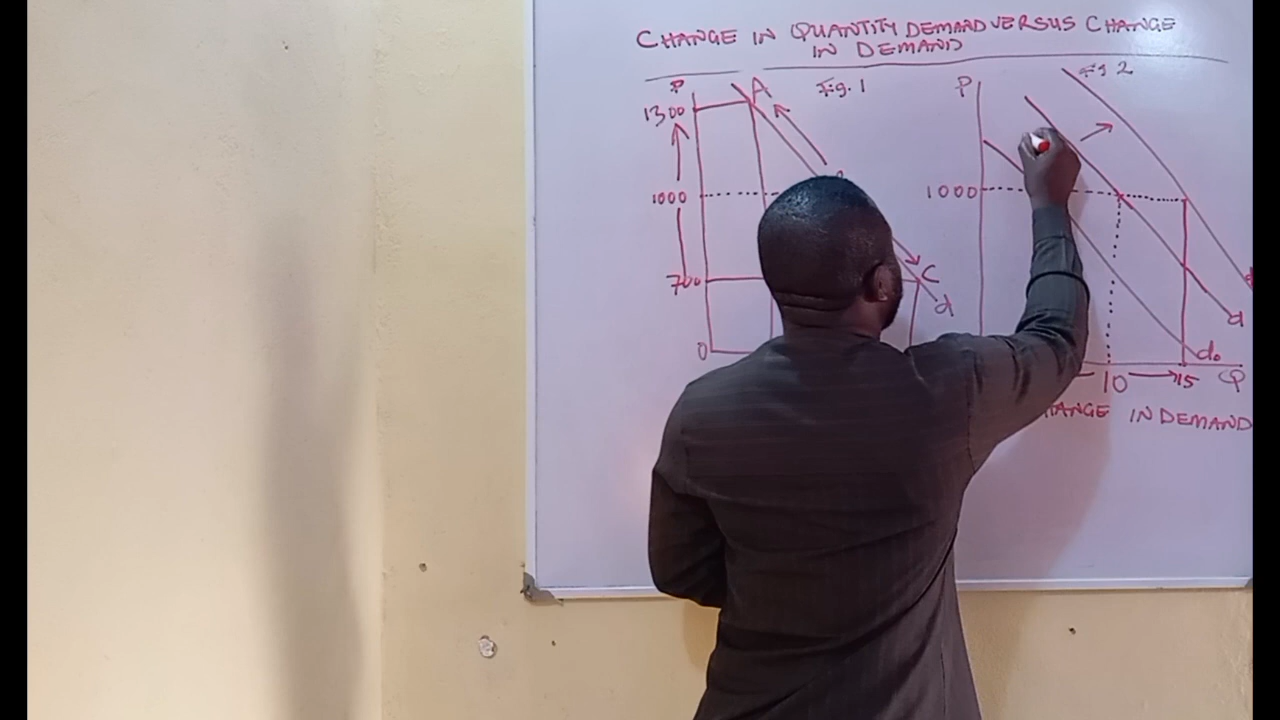 CHANGE IN QUANTITY DEMAND VERSUS CHANGE
IN DEMAND
P
Fig. 1
1300
A
1000
700
C
d
0
P
Fig 2
1000
d
d₀
10
15
Q
HANGE IN DEMAND